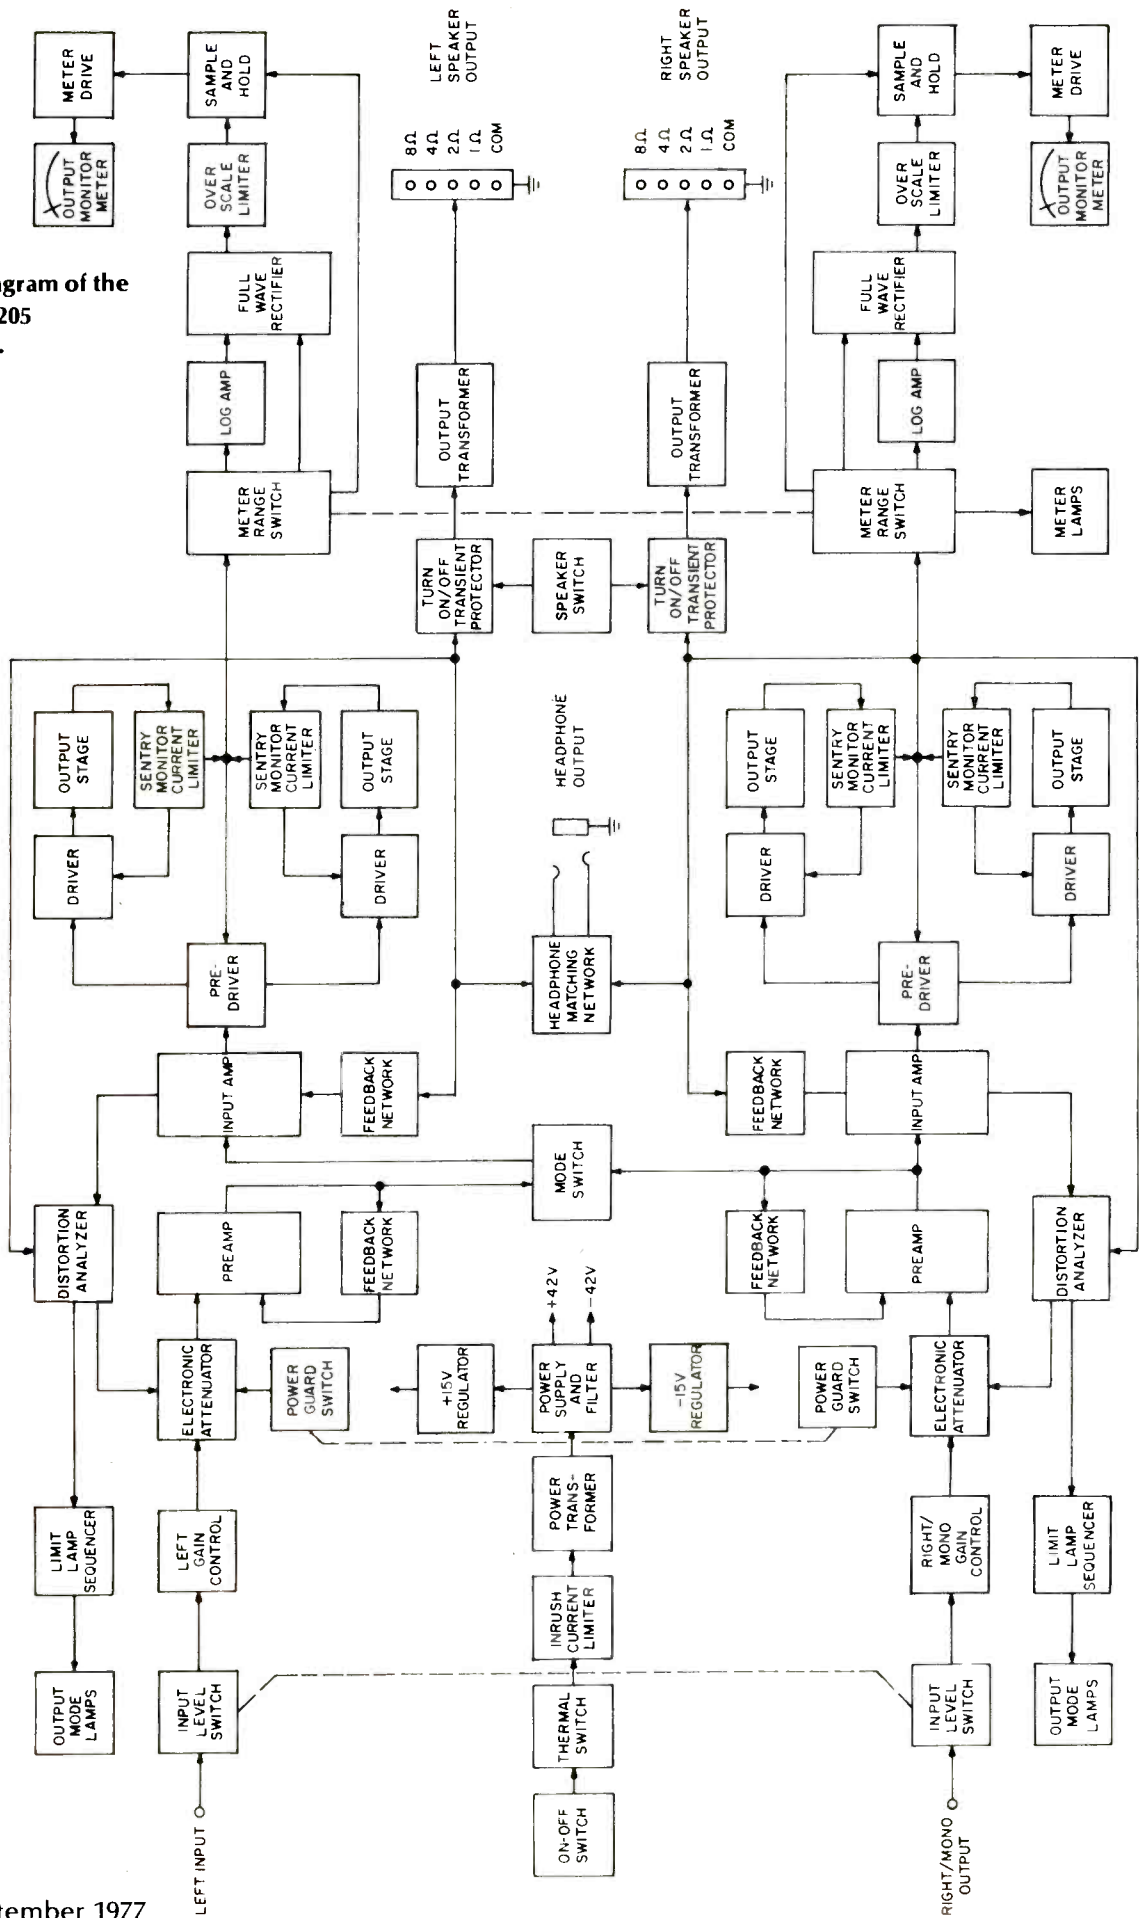 LEFT
SPEAKER
OUTPUT
RIGHT
SPEAKER
OUTPUT
METER
DRIVE
SAMPLE
AND
HOLD
SAMPLE
AND
HOLD
METER
DRIVE
8Ω
4Ω
2Ω
1Ω
COM
8Ω
4Ω
2Ω
1Ω
COM
OUTPUT
MONITOR
METER
OVER
SCALE
LIMITER
OVER
SCALE
LIMITER
OUTPUT
MONITOR
METER
gram of the
205
.
FULL
WAVE
RECTIFIER
FULL
WAVE
RECTIFIER
LOG AMP
OUTPUT
TRANSFORMER
OUTPUT
TRANSFORMER
LOG AMP
METER
RANGE
SWITCH
METER
RANGE
SWITCH
METER
LAMPS
TURN
ON/OFF
TRANSIENT
PROTECTOR
SPEAKER
SWITCH
TURN
ON/OFF
TRANSIENT
PROTECTOR
OUTPUT
STAGE
SENTRY
MONITOR
CURRENT
LIMITER
SENTRY
MONITOR
CURRENT
LIMITER
OUTPUT
STAGE
HEADPHONE
OUTPUT
OUTPUT
STAGE
SENTRY
MONITOR
CURRENT
LIMITER
SENTRY
MONITOR
CURRENT
LIMITER
OUTPUT
STAGE
DRIVER
DRIVER
DRIVER
DRIVER
PRE-
DRIVER
HEADPHONE
MATCHING
NETWORK
PRE-
DRIVER
INPUT AMP
FEEDBACK
NETWORK
FEEDBACK
NETWORK
INPUT AMP
MODE
SWITCH
DISTORTION
ANALYZER
PREAMP
FEEDBACK
NETWORK
FEEDBACK
NETWORK
PREAMP
DISTORTION
ANALYZER
+42V
-42V
ELECTRONIC
ATTENUATOR
POWER
GUARD
SWITCH
+15V
REGULATOR
POWER
SUPPLY
AND
FILTER
-15V
REGULATOR
POWER
GUARD
SWITCH
ELECTRONIC
ATTENUATOR
LIMIT
LAMP
SEQUENCER
LEFT
GAIN
CONTROL
POWER
TRANS-
FORMER
RIGHT/
MONO
GAIN
CONTROL
LIMIT
LAMP
SEQUENCER
INRUSH
CURRENT
LIMITER
OUTPUT
MODE
LAMPS
INPUT
LEVEL
SWITCH
THERMAL
SWITCH
INPUT
LEVEL
SWITCH
OUTPUT
MODE
LAMPS
LEFT INPUT
ON-OFF
SWITCH
RIGHT/MONO
OUTPUT
tember 1977